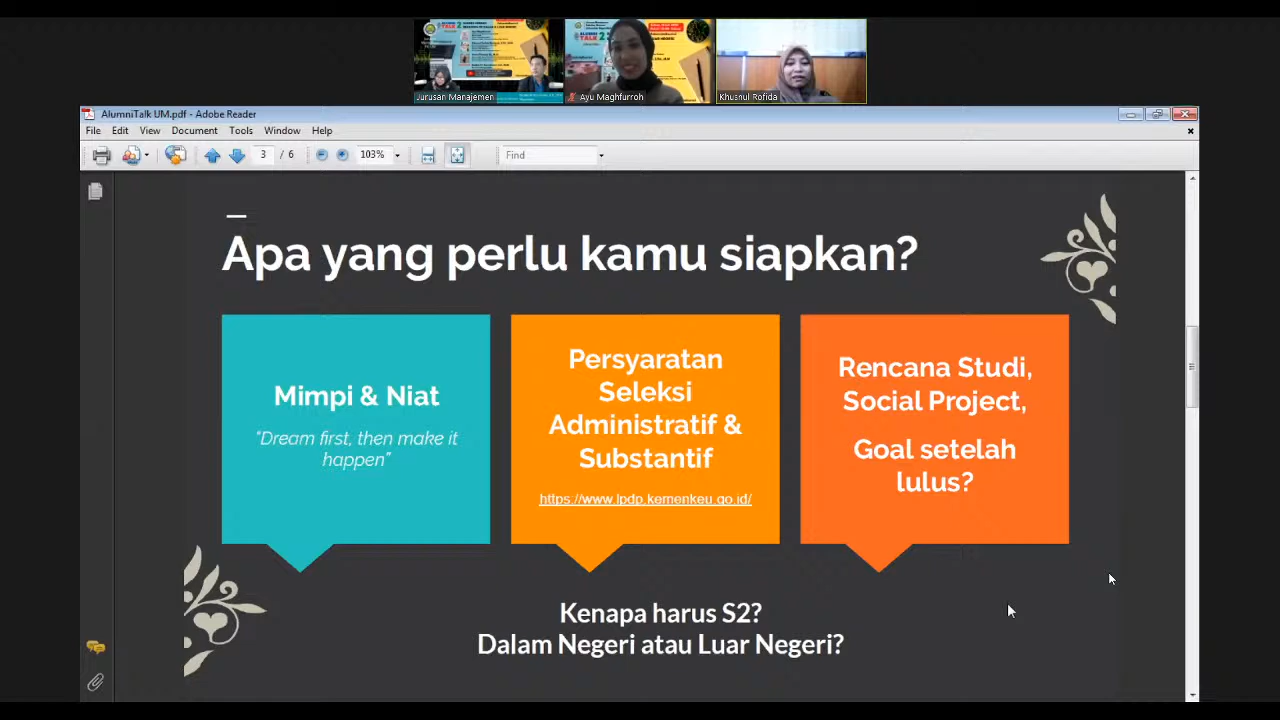 ALUMNI
TALK 2
Jurusan Manajemen
Ayu Maghfurroh
Khusnul Rofida
AlumniTalk UM.pdf - Adobe Reader
File Edit View Document Tools Window Help
3 / 6 103% Find
Apa yang perlu kamu siapkan?
Mimpi & Niat
“Dream first, then make it
happen”
Persyaratan
Seleksi
Administratif &
Substantif
https://www.lpdp.kemenkeu.go.id/
Rencana Studi,
Social Project,
Goal setelah
lulus?
Kenapa harus S2?
Dalam Negeri atau Luar Negeri?